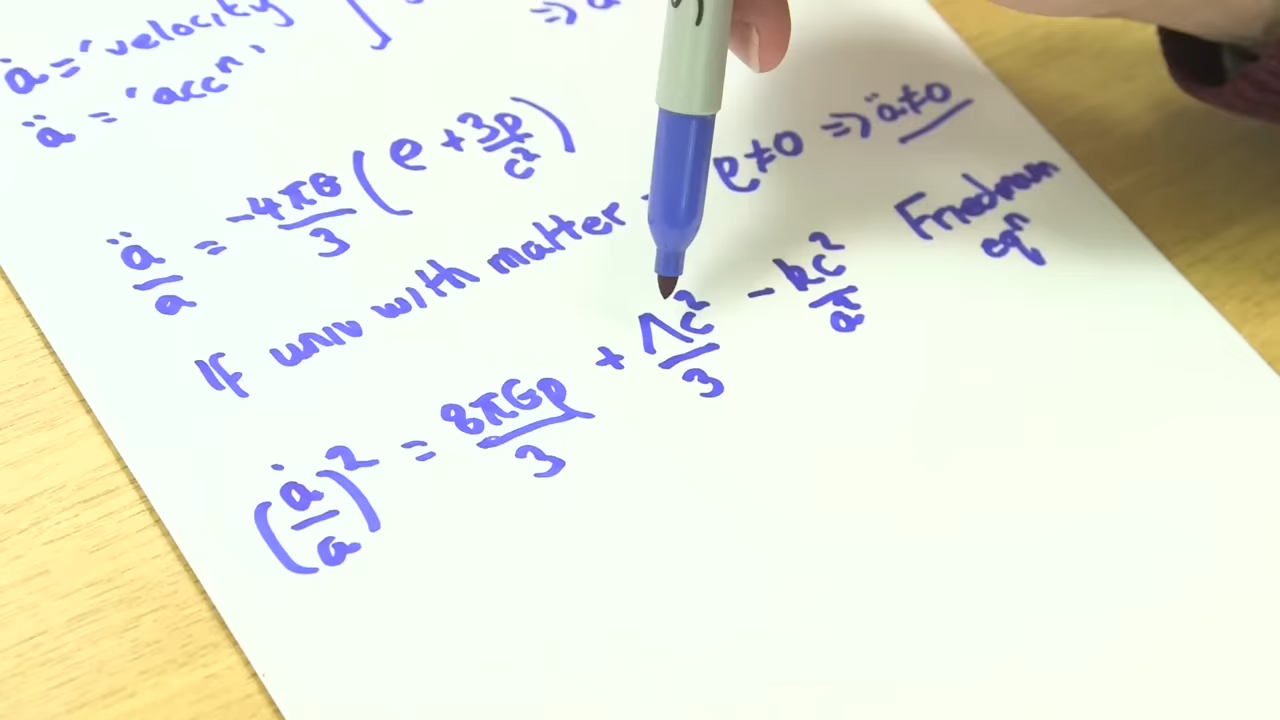 ȧ = 'velocity
⇒ a
ä = 'accⁿ'
ä/a = -4πG/3 (ρ + 3p/c²)
If univ with matter ρ≠0 ⇒ ä≠0
(ȧ/a)² = 8πGρ/3 + Λc²/3 - kc²/a²
Friedman
eqⁿ